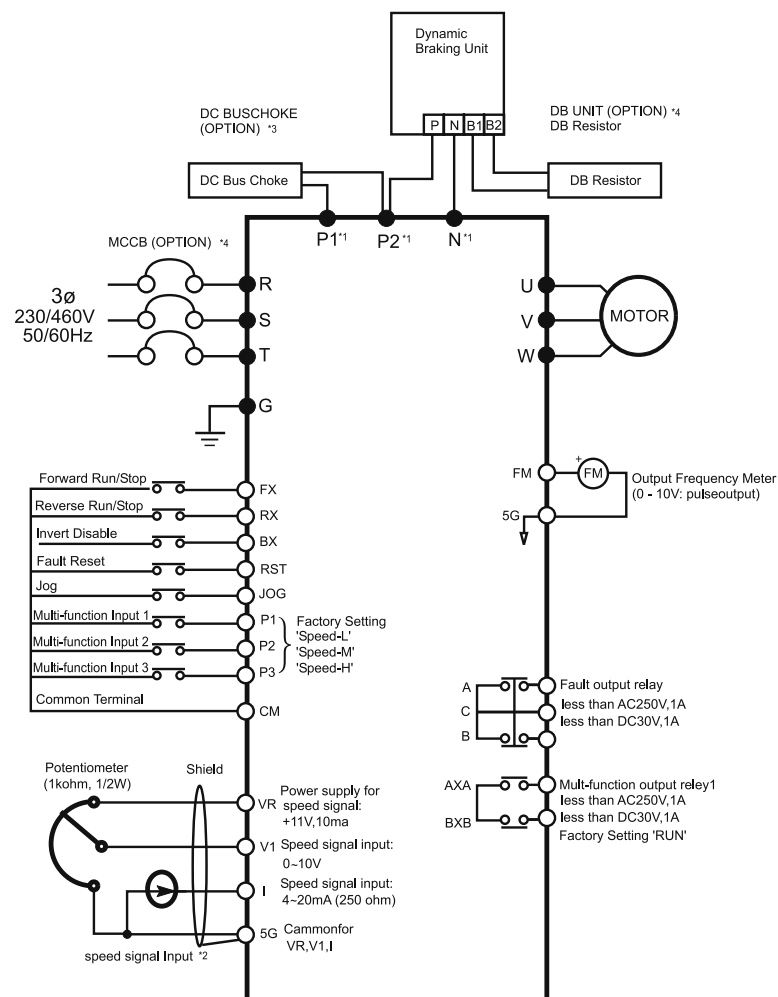 Dynamic
Braking Unit
P N B1 B2
DC BUSCHOKE
(OPTION) *3
DB UNIT (OPTION) *4
DB Resistor
DC Bus Choke
DB Resistor
P1*1
P2*1
N*1
MCCB (OPTION) *4
3ø
230/460V
50/60Hz
R
S
T
G
U
V
W
MOTOR
Forward Run/Stop
FX
Reverse Run/Stop
RX
Invert Disable
BX
Fault Reset
RST
Jog
JOG
Multi-function Input 1
P1
Multi-function Input 2
P2
Multi-function Input 3
P3
Factory Setting
'Speed-L'
'Speed-M'
'Speed-H'
Common Terminal
CM
FM
+
FM
Output Frequency Meter
(0 - 10V: pulseoutput)
5G
A
C
B
Fault output relay
less than AC250V,1A
less than DC30V,1A
AXA
BXB
Mult-function output reley1
less than AC250V,1A
less than DC30V,1A
Factory Setting 'RUN'
Potentiometer
(1kohm, 1/2W)
Shield
VR
Power supply for
speed signal:
+11V,10ma
V1
Speed signal input:
0~10V
I
Speed signal input:
4~20mA (250 ohm)
5G
Cammonfor
VR,V1,I
speed signal Input *2